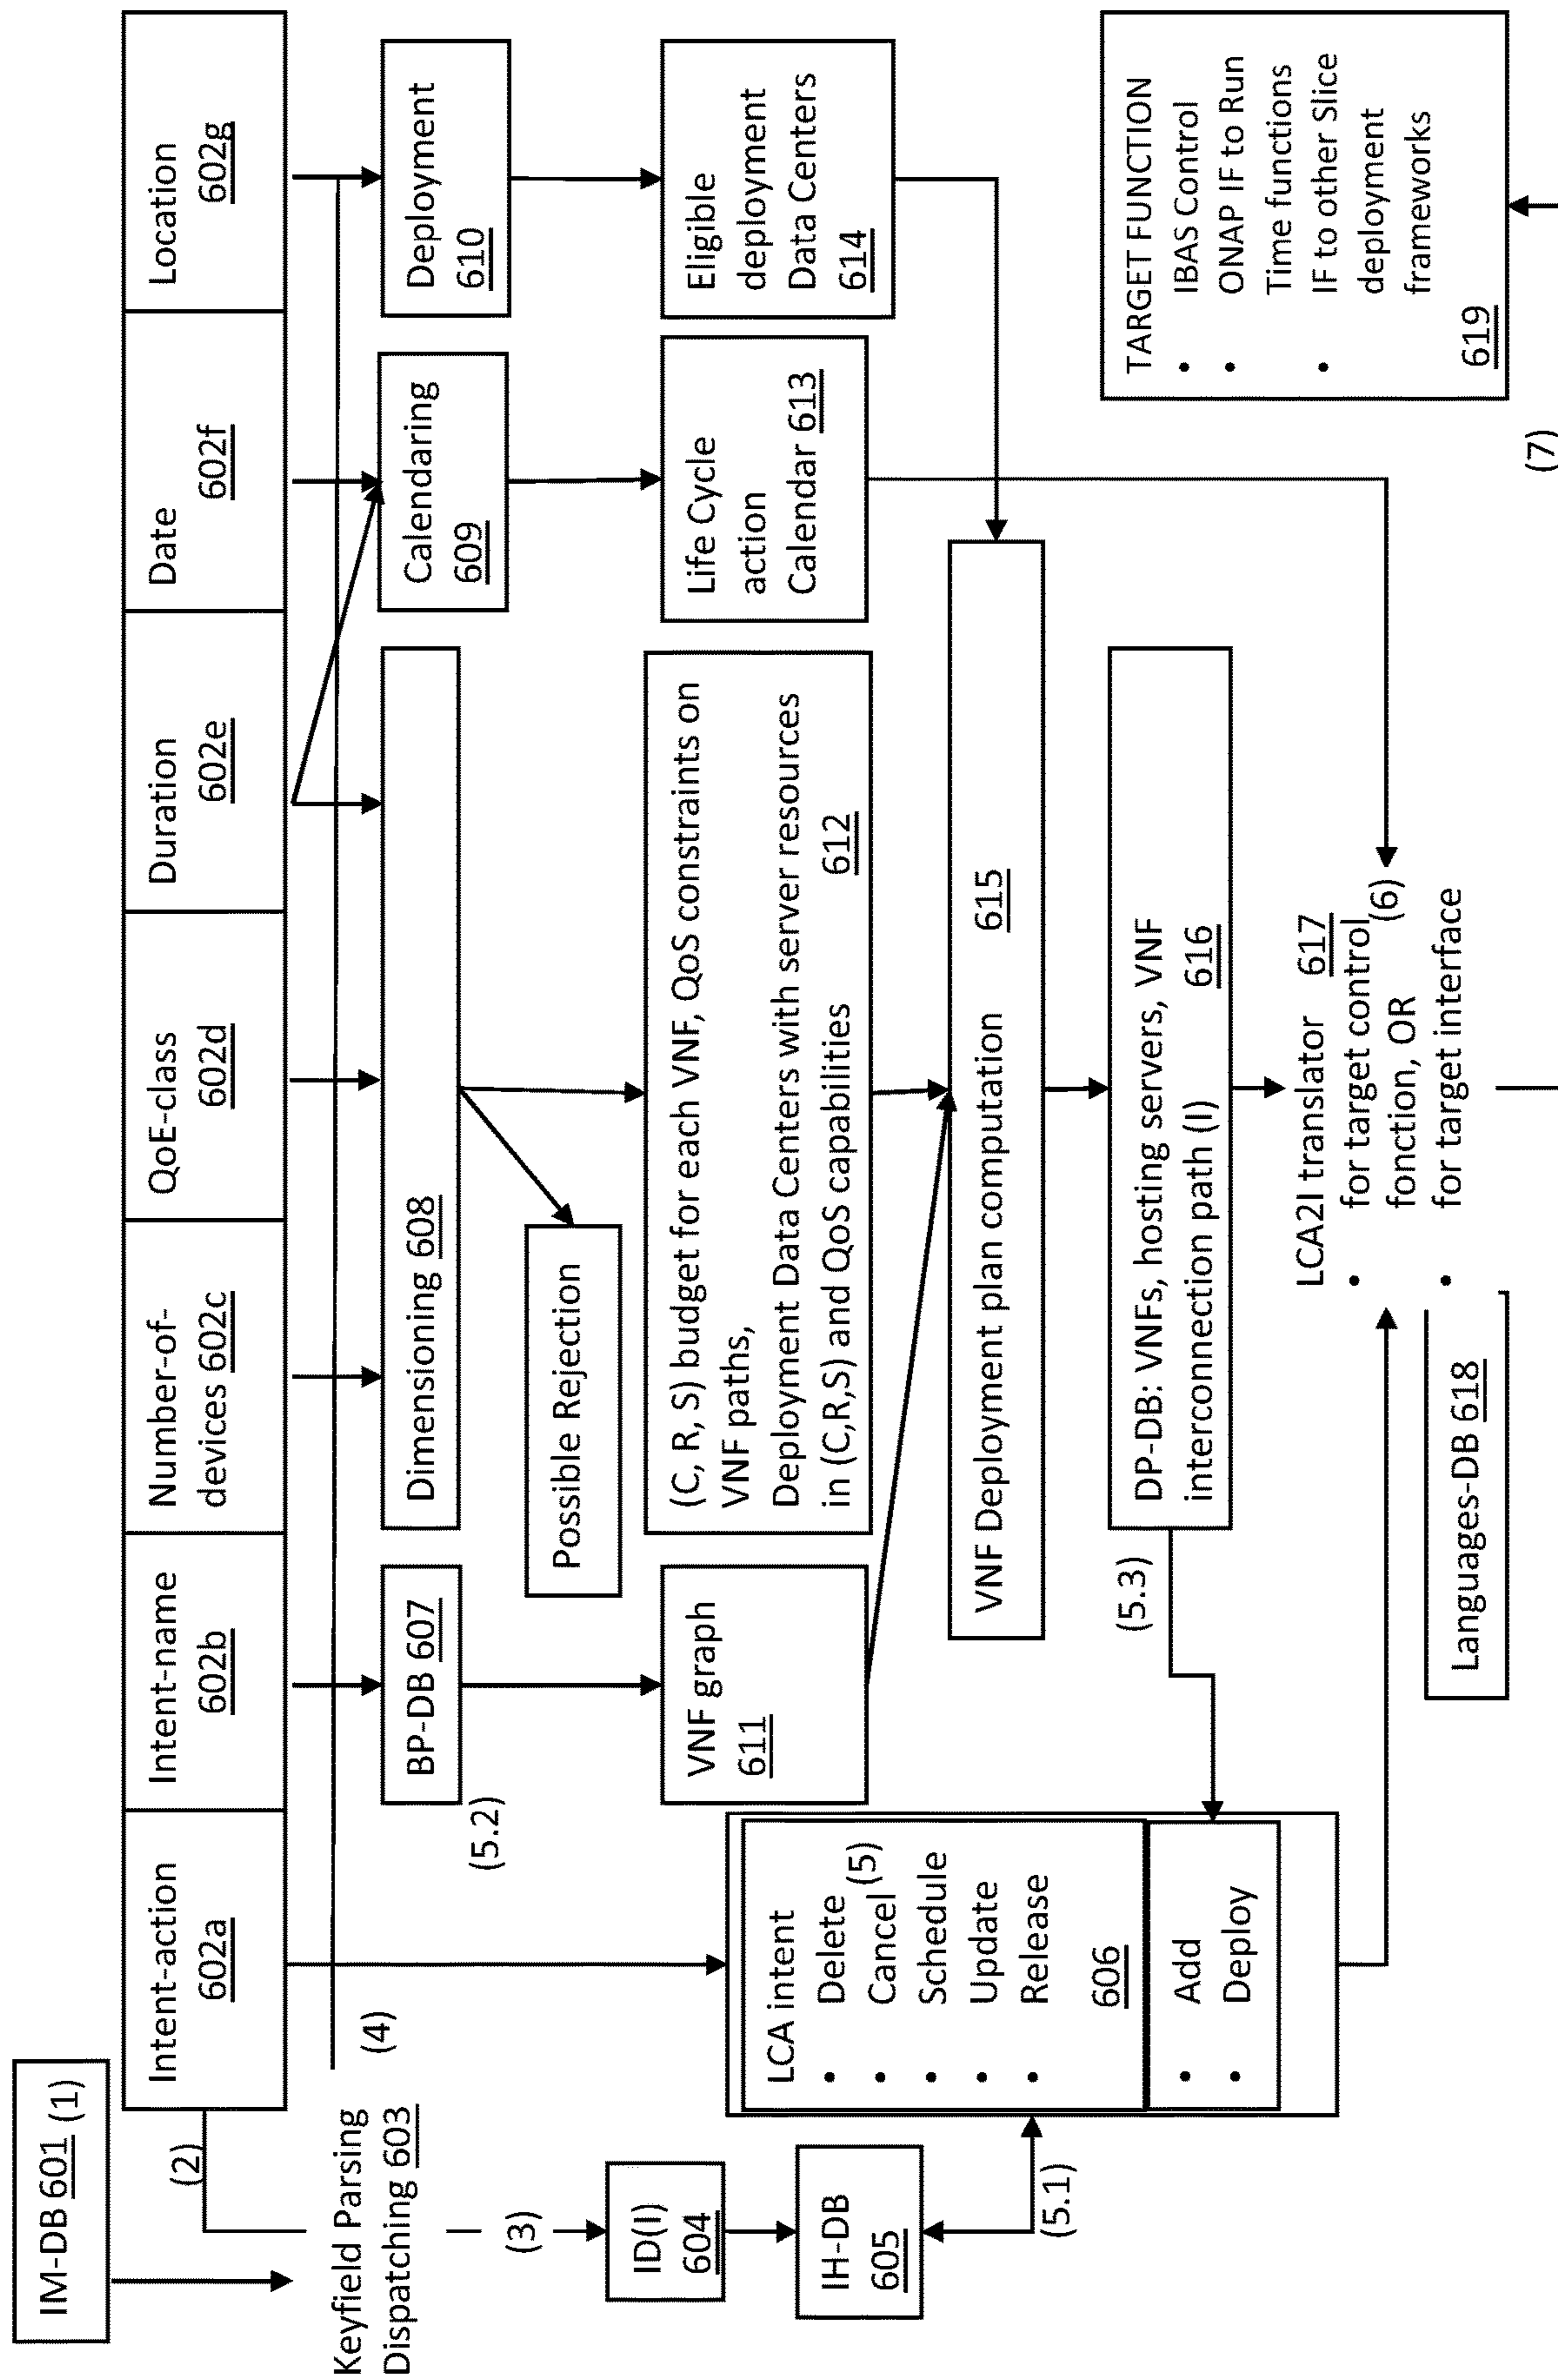 IM-DB 601 (1)
(2)
Intent-action
602a
Intent-name
602b
Number-of-
devices 602c
QoE-class
602d
Duration
602e
Date
602f
Location
602g
Keyfield Parsing
Dispatching 603
(4)
(3)
ID(I)
604
IH-DB
605
(5.1)
BP-DB 607
(5.2)
Dimensioning 608
Calendaring
609
Deployment
610
Possible Rejection
VNF graph
611
(C, R, S) budget for each VNF, QoS constraints on
VNF paths,
Deployment Data Centers with server resources
in (C,R,S) and QoS capabilities 612
Life Cycle
action
Calendar 613
Eligible
deployment
Data Centers
614
LCA intent
• Delete
• Cancel (5)
• Schedule
• Update
• Release
606
• Add
• Deploy
VNF Deployment plan computation 615
DP-DB: VNFs, hosting servers, VNF
interconnection path (I) 616
(5.3)
LCA2I translator 617
• for target control
fonction, OR (6)
• for target interface
Languages-DB 618
TARGET FUNCTION
• IBAS Control
• ONAP IF to Run
Time functions
• IF to other Slice
deployment
frameworks
619
(7)